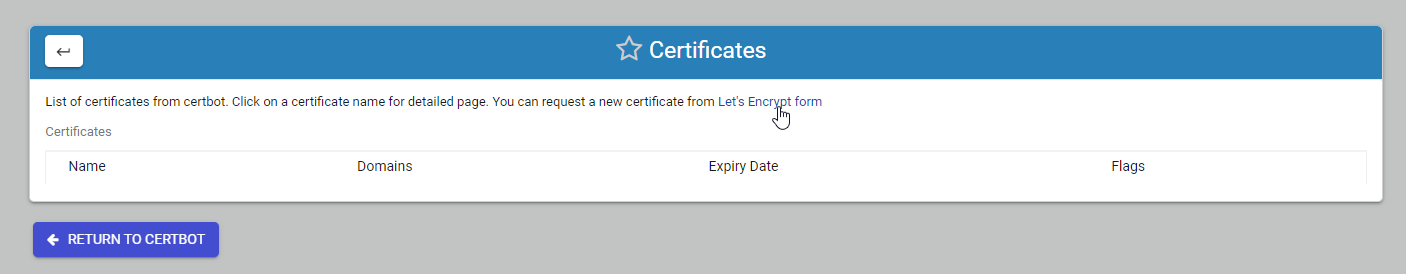 Certificates
List of certificates from certbot. Click on a certificate name for detailed page. You can request a new certificate from Let's Encrypt form
Certificates
Name Domains Expiry Date Flags
RETURN TO CERTBOT